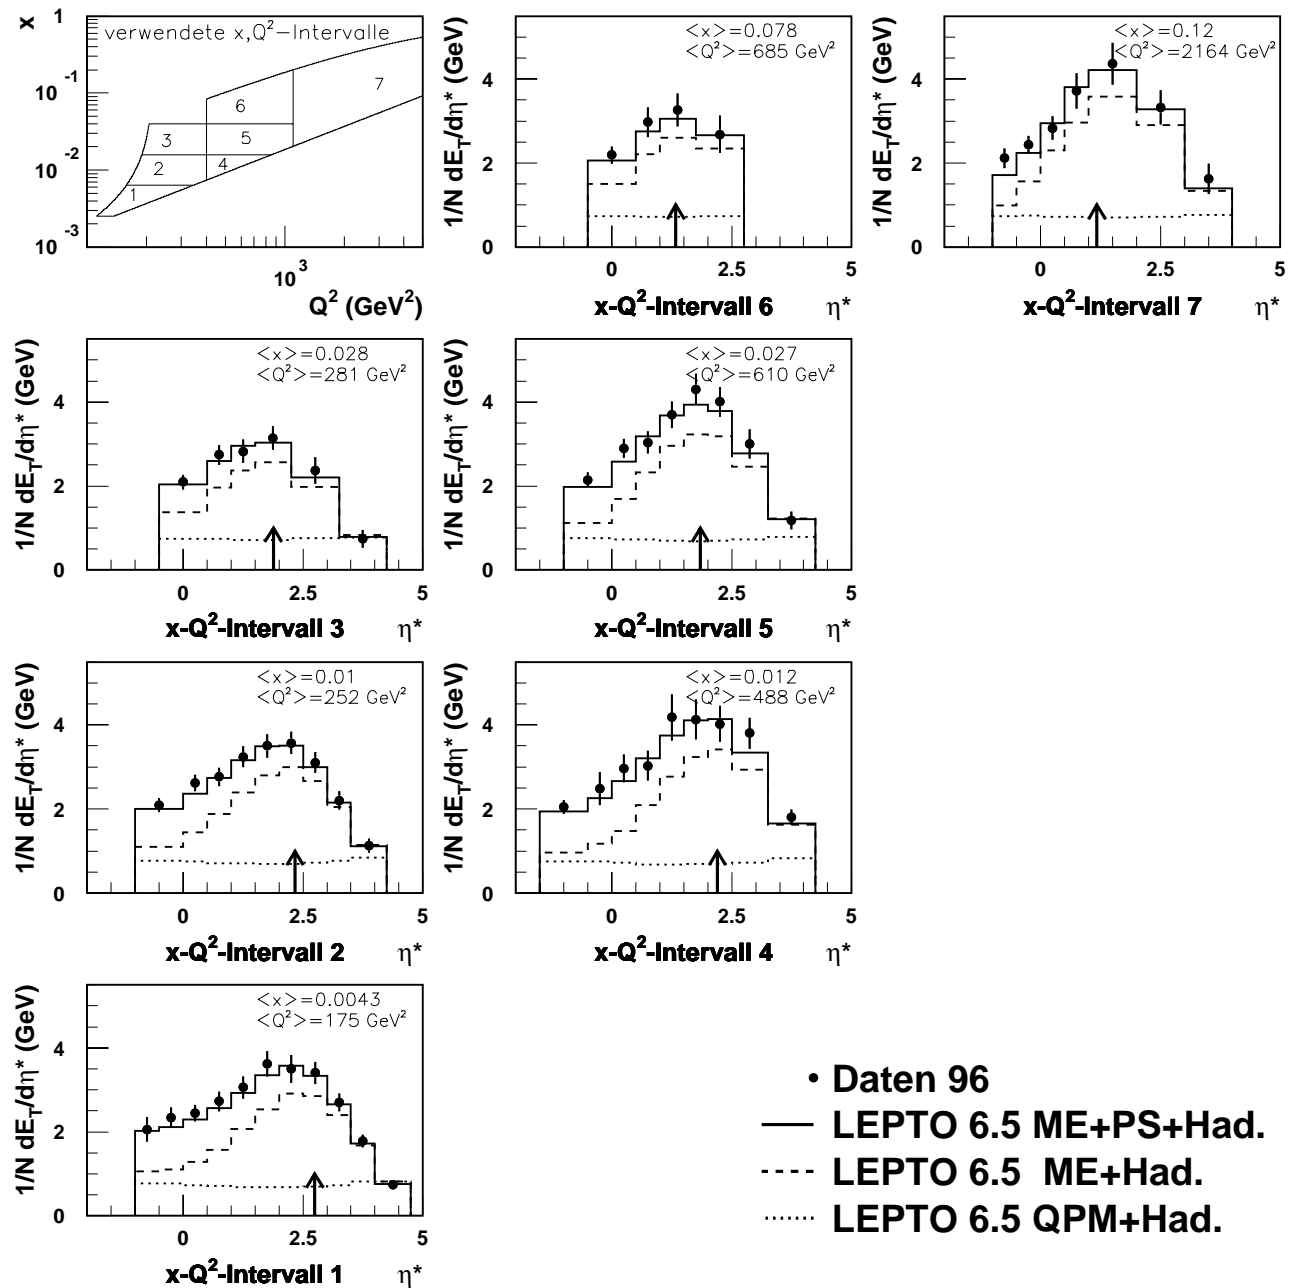 x
1
10⁻¹
10⁻²
10⁻³
verwendete x,Q²-Intervalle
1
2
3
4
5
6
7
10³
Q² (GeV²)
1/N dE_T/dη* (GeV)
4
2
0
<x>=0.078
<Q²>=685 GeV²
0 2.5 5
x-Q²-Intervall 6 η*
1/N dE_T/dη* (GeV)
4
2
0
<x>=0.12
<Q²>=2164 GeV²
0 2.5 5
x-Q²-Intervall 7 η*
1/N dE_T/dη* (GeV)
4
2
0
<x>=0.028
<Q²>=281 GeV²
0 2.5 5
x-Q²-Intervall 3 η*
1/N dE_T/dη* (GeV)
4
2
0
<x>=0.027
<Q²>=610 GeV²
0 2.5 5
x-Q²-Intervall 5 η*
1/N dE_T/dη* (GeV)
4
2
0
<x>=0.01
<Q²>=252 GeV²
0 2.5 5
x-Q²-Intervall 2 η*
1/N dE_T/dη* (GeV)
4
2
0
<x>=0.012
<Q²>=488 GeV²
0 2.5 5
x-Q²-Intervall 4 η*
1/N dE_T/dη* (GeV)
4
2
0
<x>=0.0043
<Q²>=175 GeV²
0 2.5 5
x-Q²-Intervall 1 η*
Daten 96
LEPTO 6.5 ME+PS+Had.
LEPTO 6.5 ME+Had.
LEPTO 6.5 QPM+Had.